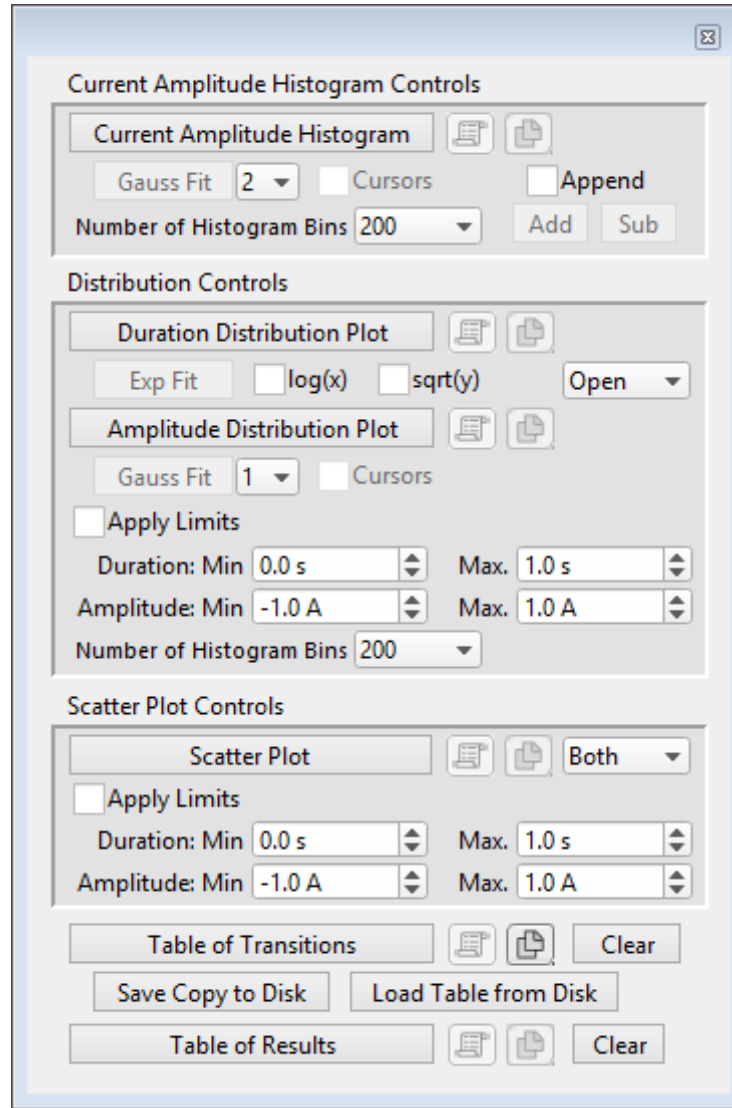 Current Amplitude Histogram Controls
Current Amplitude Histogram
Gauss Fit 2 Cursors Append
Number of Histogram Bins 200 Add Sub
Distribution Controls
Duration Distribution Plot
Exp Fit log(x) sqrt(y) Open
Amplitude Distribution Plot
Gauss Fit 1 Cursors
Apply Limits
Duration: Min 0.0 s Max. 1.0 s
Amplitude: Min -1.0 A Max. 1.0 A
Number of Histogram Bins 200
Scatter Plot Controls
Scatter Plot Both
Apply Limits
Duration: Min 0.0 s Max. 1.0 s
Amplitude: Min -1.0 A Max. 1.0 A
Table of Transitions Clear
Save Copy to Disk Load Table from Disk
Table of Results Clear